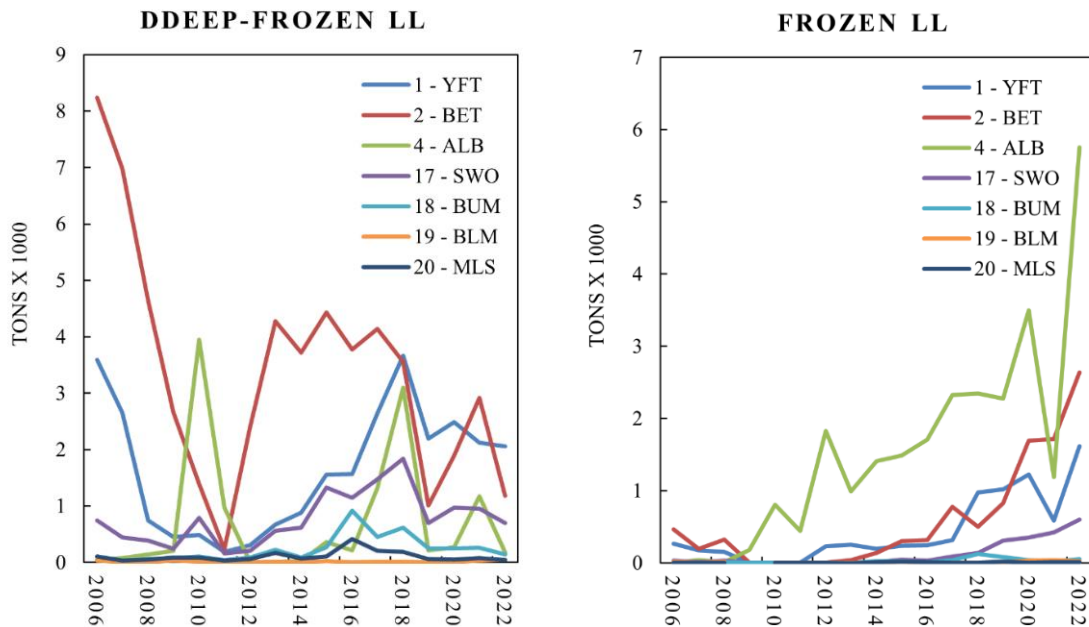 DDEEP-FROZEN LL
9
8
7
6
5
4
3
2
1
0
TONS X 1000
1 - YFT
2 - BET
4 - ALB
17 - SWO
18 - BUM
19 - BLM
20 - MLS
2006
2008
2010
2012
2014
2016
2018
2020
2022
FROZEN LL
7
6
5
4
3
2
1
0
TONS X 1000
1 - YFT
2 - BET
4 - ALB
17 - SWO
18 - BUM
19 - BLM
20 - MLS
2006
2008
2010
2012
2014
2016
2018
2020
2022